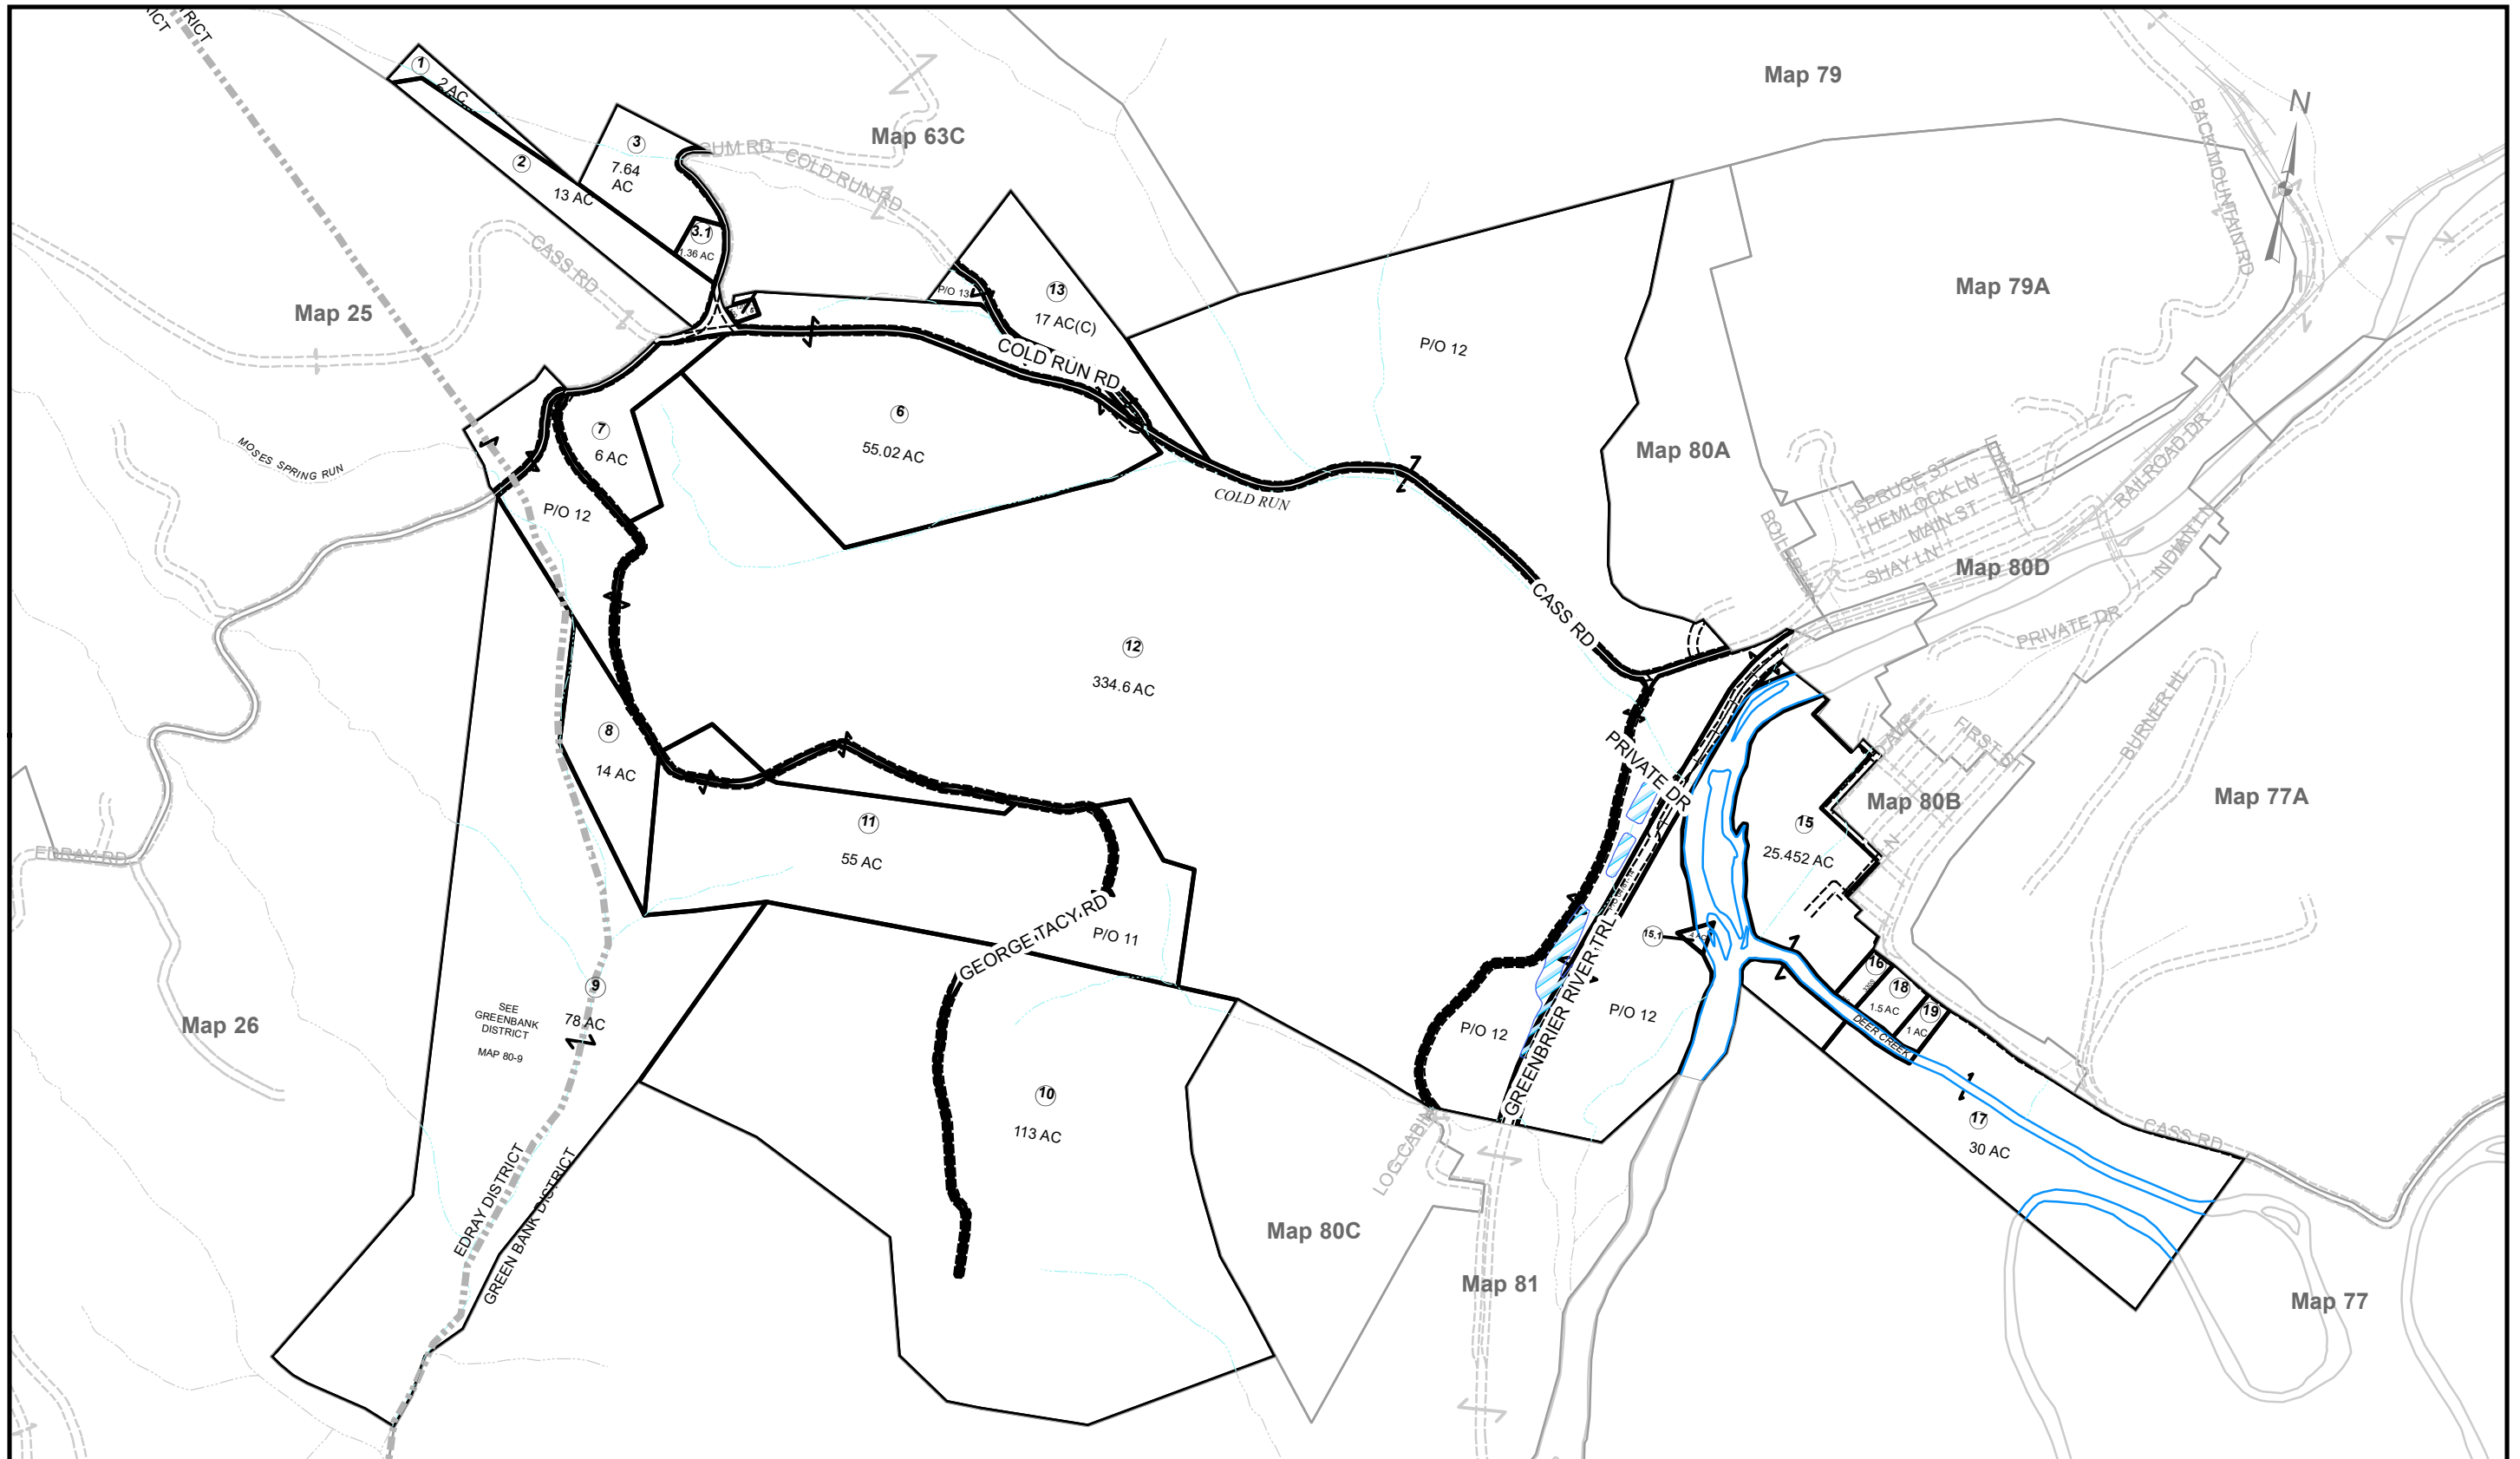 RICT
TRICT
1
2 AC
2
13 AC
3
7.64
AC
3.1
1.36 AC
Map 63C
GUM RD
COLD RUN RD
Map 79
N
BACK MOUNTAIN RD
Map 79A
CASS RD
Map 25
P/O 13
13
17 AC(C)
COLD RUN RD
P/O 12
MOSES SPRING RUN
7
6 AC
6
55.02 AC
COLD RUN
Map 80A
P/O 12
SPRUCE ST
HEMLOCK LN
MAIN ST
SHAY LN
RAILROAD DR
INDIAN LN
Map 80D
CASS RD
PRIVATE DR
12
334.6 AC
BURNER HL
FIRST ST
8
14 AC
PRIVATE DR
Map 80B
Map 77A
15
25.452 AC
11
55 AC
EDRAY RD
GEORGE TACY RD
P/O 11
15.1
16
18
1.5 AC
19
1 AC
DEER CREEK
9
78 AC
SEE
GREENBANK
DISTRICT
MAP 80-9
Map 26
P/O 12
P/O 12
GREENBRIER RIVER TRL
10
113 AC
17
30 AC
CASS RD
LOG CABIN
EDRAY DISTRICT
GREEN BANK DISTRICT
Map 80C
Map 81
Map 77